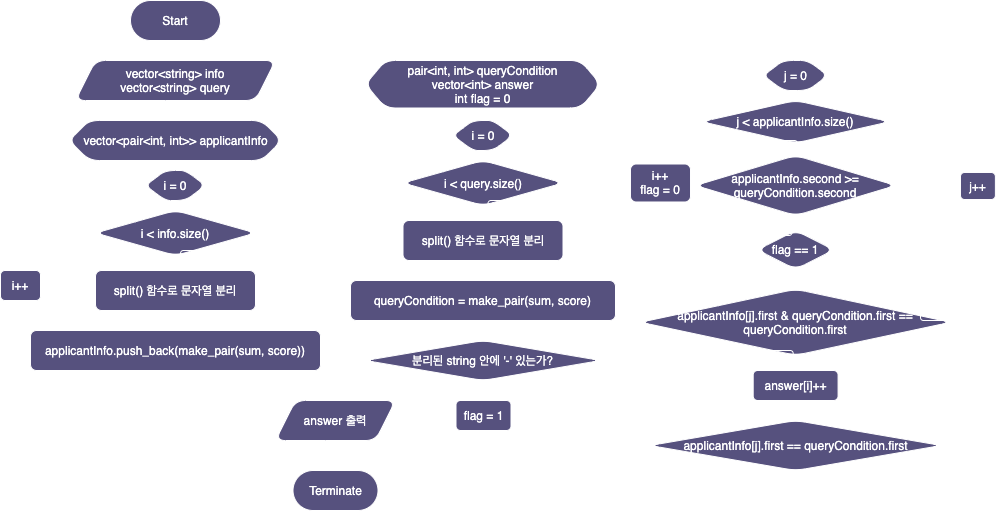 Start
vector<string> info
vector<string> query
vector<pair<int, int>> applicantInfo
i = 0
i < info.size()
i++
split() 함수로 문자열 분리
applicantInfo.push_back(make_pair(sum, score))
answer 출력
Terminate
pair<int, int> queryCondition
vector<int> answer
int flag = 0
i = 0
i < query.size()
split() 함수로 문자열 분리
queryCondition = make_pair(sum, score)
분리된 string 안에 '-' 있는가?
flag = 1
j = 0
j < applicantInfo.size()
i++
flag = 0
applicantInfo.second >=
queryCondition.second
j++
flag == 1
applicantInfo[j].first & queryCondition.first ==
queryCondition.first
answer[i]++
applicantInfo[j].first == queryCondition.first